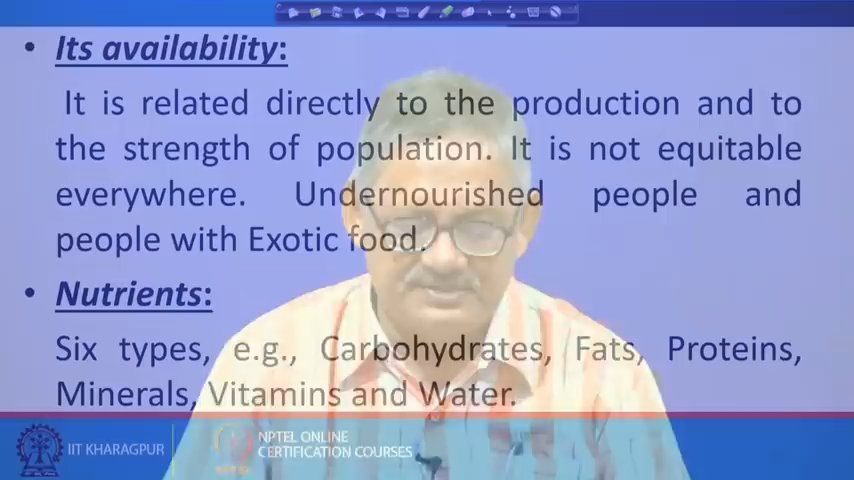 • Its availability:
It is related directly to the production and to
the strength of population. It is not equitable
everywhere. Undernourished people and
people with Exotic food.
• Nutrients:
Six types, e.g., Carbohydrates, Fats, Proteins,
Minerals, Vitamins and Water.
IIT KHARAGPUR
NPTEL ONLINE
CERTIFICATION COURSES